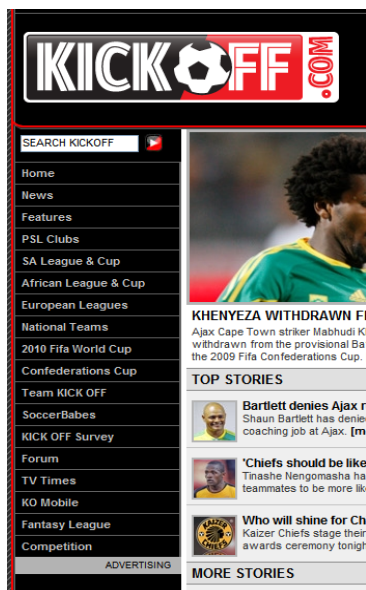 KICK OFF .COM
SEARCH KICKOFF
Home
News
Features
PSL Clubs
SA League & Cup
African League & Cup
European Leagues
National Teams
2010 Fifa World Cup
Confederations Cup
Team KICK OFF
SoccerBabes
KICK OFF Survey
Forum
TV Times
KO Mobile
Fantasy League
Competition
ADVERTISING
KHENYEZA WITHDRAWN
Ajax Cape Town striker Mabhudi
withdrawn from the provisional Ba
the 2009 Fifa Confederations Cup.
TOP STORIES
Bartlett denies Ajax
Shaun Bartlett has denie
coaching job at Ajax. [m
'Chiefs should be like
Tinashe Nengomasha ha
teammates to be more lik
Who will shine for Ch
Kaizer Chiefs stage their
awards ceremony tonigh
KAIZER
CHIEFS
MORE STORIES